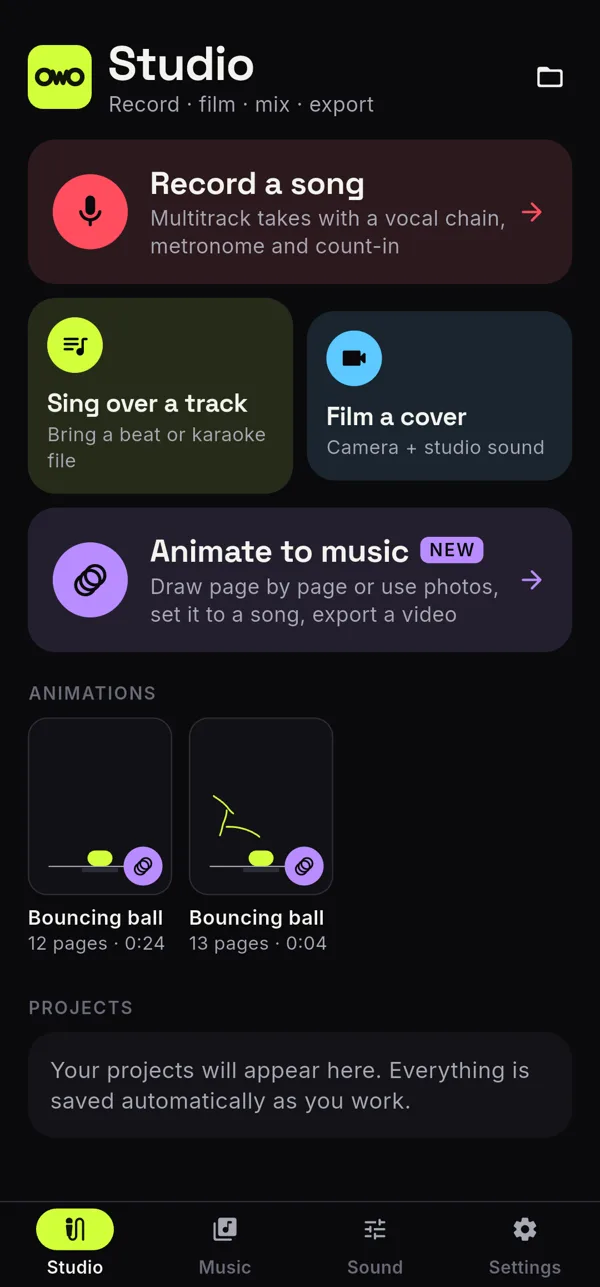 OWO
Studio
Record · film · mix · export
Record a song
Multitrack takes with a vocal chain,
metronome and count-in
Sing over a track
Bring a beat or karaoke
file
Film a cover
Camera + studio sound
Animate to music NEW
Draw page by page or use photos,
set it to a song, export a video
ANIMATIONS
Bouncing ball
12 pages · 0:24
Bouncing ball
13 pages · 0:04
PROJECTS
Your projects will appear here. Everything is
saved automatically as you work.
Studio
Music
Sound
Settings